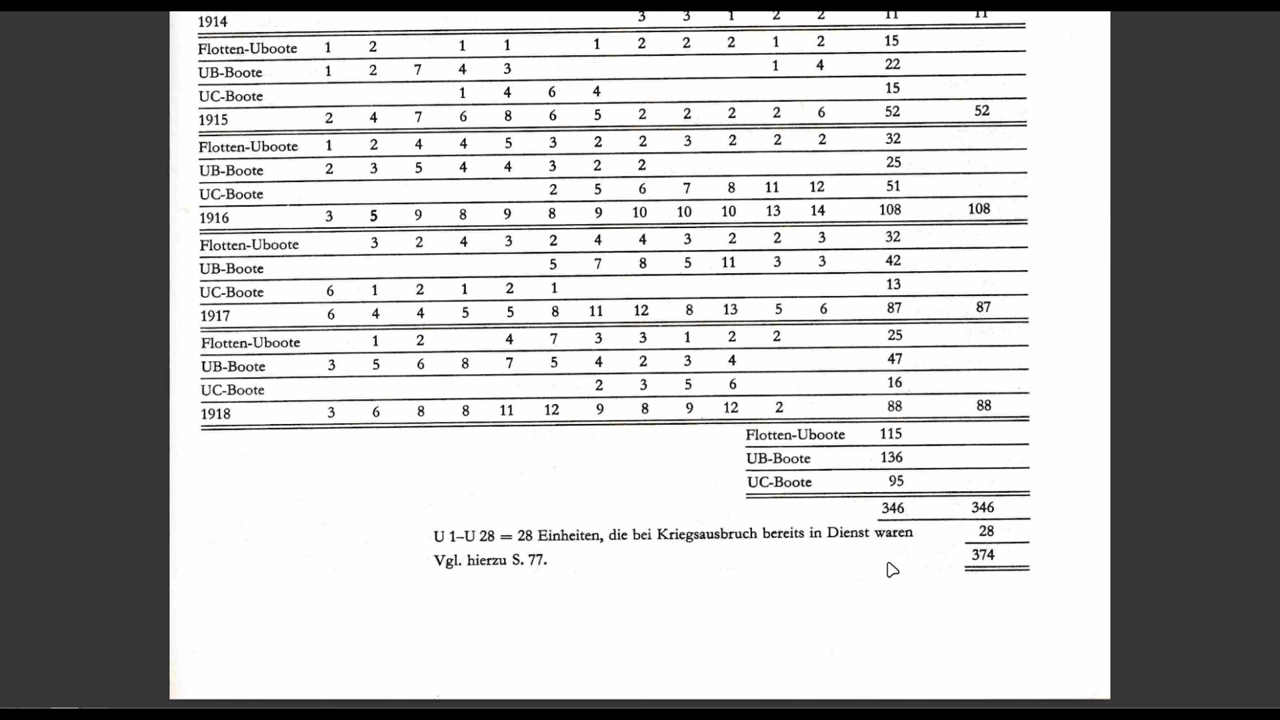 1914 3 3 1 2 2 11 11
Flotten-Uboote 1 2 1 1 1 2 2 2 1 2 15
UB-Boote 1 2 7 4 3 1 4 22
UC-Boote 1 4 6 4 15
1915 2 4 7 6 8 6 5 2 2 2 2 6 52 52
Flotten-Uboote 1 2 4 4 5 3 2 2 3 2 2 2 32
UB-Boote 2 3 5 4 4 3 2 2 25
UC-Boote 2 5 6 7 8 11 12 51
1916 3 5 9 8 9 8 9 10 10 10 13 14 108 108
Flotten-Uboote 3 2 4 3 2 4 4 3 2 2 3 32
UB-Boote 5 7 8 5 11 3 3 42
UC-Boote 6 1 2 1 2 1 13
1917 6 4 4 5 5 8 11 12 8 13 5 6 87 87
Flotten-Uboote 1 2 4 7 3 3 1 2 2 25
UB-Boote 3 5 6 8 7 5 4 2 3 4 47
UC-Boote 2 3 5 6 16
1918 3 6 8 8 11 12 9 8 9 12 2 88 88
Flotten-Uboote 115
UB-Boote 136
UC-Boote 95
346 346
U 1–U 28 = 28 Einheiten, die bei Kriegsausbruch bereits in Dienst waren 28
Vgl. hierzu S. 77. 374